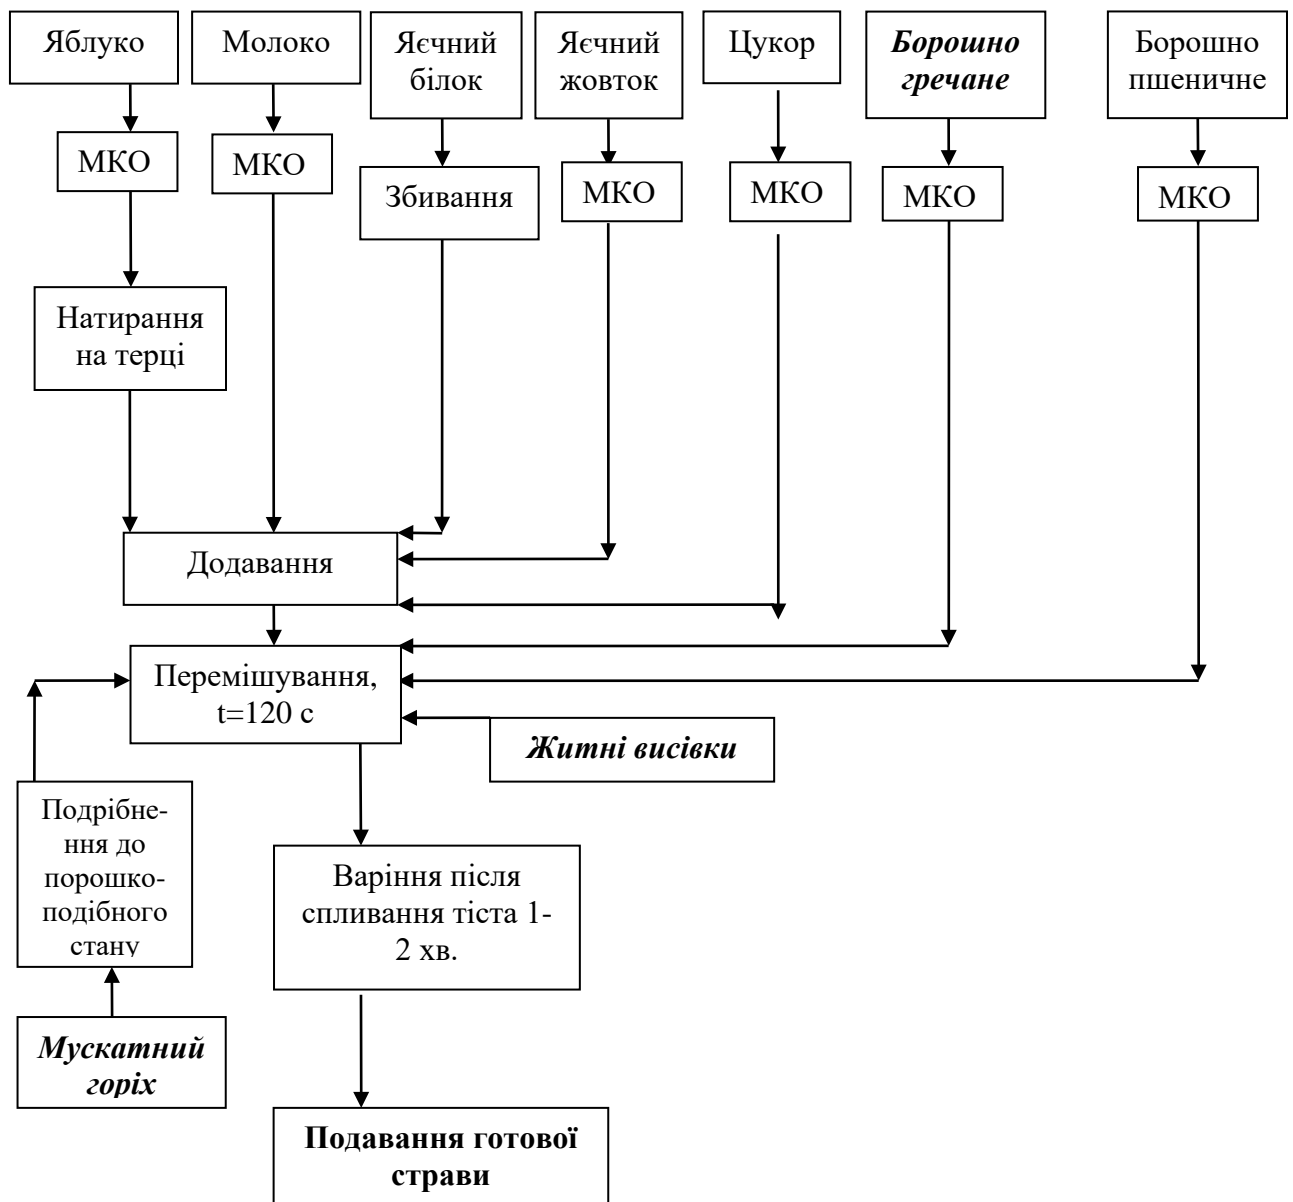 Яблуко
Молоко
Яєчний
білок
Яєчний
жовток
Цукор
Борошно
гречане
Борошно
пшеничне
МКО
МКО
Збивання
МКО
МКО
МКО
МКО
Натирання
на терці
Додавання
Перемішування,
t=120 с
Житні висівки
Подрібне-
ння до
порошко-
подібного
стану
Варіння після
спливання тіста 1-
2 хв.
Мускатний
горіх
Подавання готової
страви